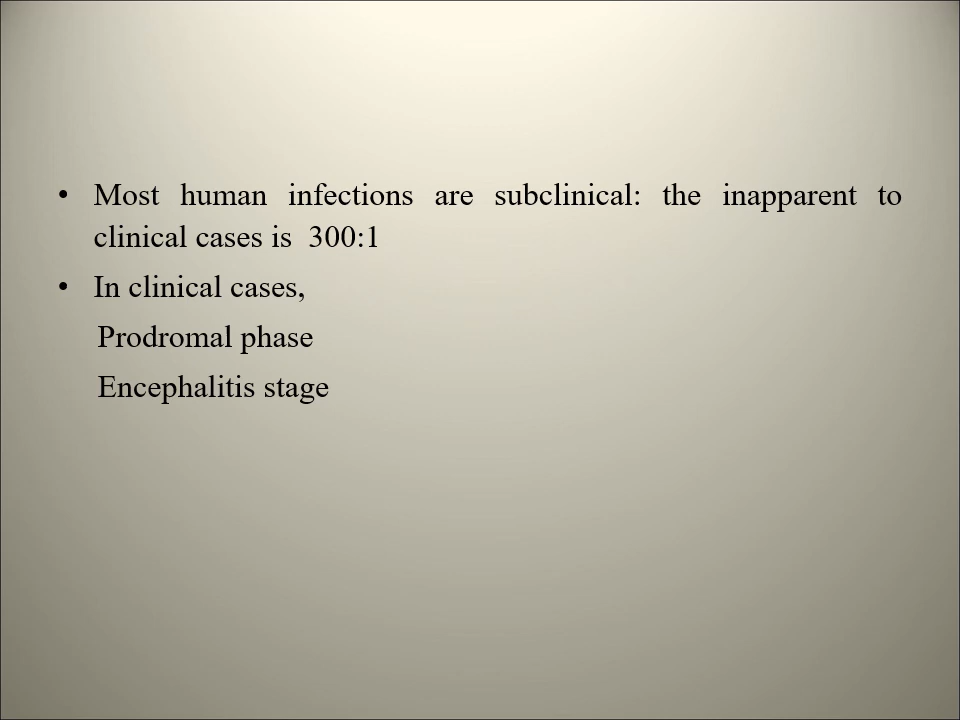 • Most human infections are subclinical: the inapparent to
clinical cases is  300:1
• In clinical cases,
Prodromal phase
Encephalitis stage